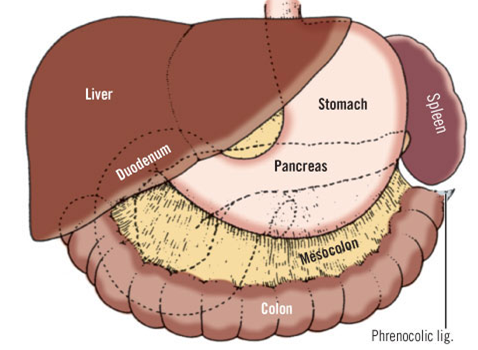 Liver
Stomach
Spleen
Duodenum
Pancreas
Mesocolon
Colon
Phrenocolic lig.